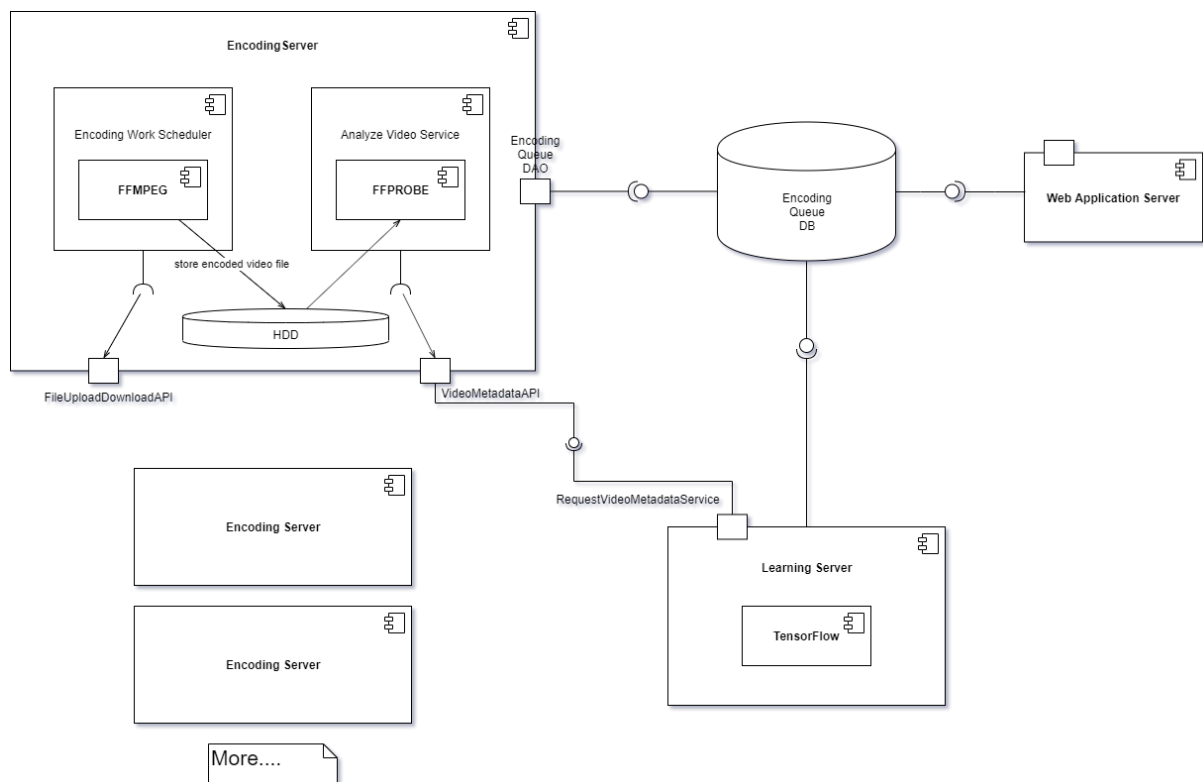 EncodingServer
Encoding Work Scheduler
FFMPEG
Analyze Video Service
FFPROBE
Encoding
Queue
DAO
store encoded video file
HDD
FileUploadDownloadAPI
VideoMetadataAPI
Encoding
Queue
DB
Web Application Server
RequestVideoMetadataService
Learning Server
TensorFlow
Encoding Server
Encoding Server
More....